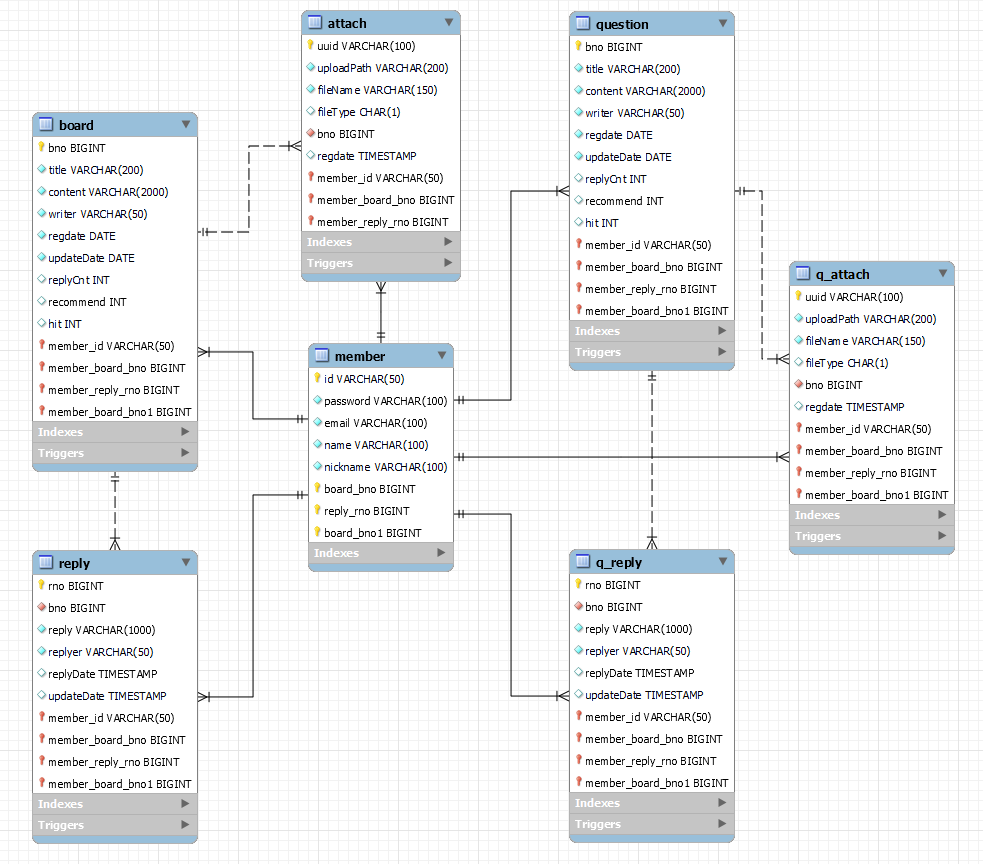 attach
uuid VARCHAR(100)
uploadPath VARCHAR(200)
fileName VARCHAR(150)
fileType CHAR(1)
bno BIGINT
regdate TIMESTAMP
member_id VARCHAR(50)
member_board_bno BIGINT
member_reply_rno BIGINT
Indexes
Triggers
question
bno BIGINT
title VARCHAR(200)
content VARCHAR(2000)
writer VARCHAR(50)
regdate DATE
updateDate DATE
replyCnt INT
recommend INT
hit INT
member_id VARCHAR(50)
member_board_bno BIGINT
member_reply_rno BIGINT
member_board_bno1 BIGINT
Indexes
Triggers
board
bno BIGINT
title VARCHAR(200)
content VARCHAR(2000)
writer VARCHAR(50)
regdate DATE
updateDate DATE
replyCnt INT
recommend INT
hit INT
member_id VARCHAR(50)
member_board_bno BIGINT
member_reply_rno BIGINT
member_board_bno1 BIGINT
Indexes
Triggers
member
id VARCHAR(50)
password VARCHAR(100)
email VARCHAR(100)
name VARCHAR(100)
nickname VARCHAR(100)
board_bno BIGINT
reply_rno BIGINT
board_bno1 BIGINT
Indexes
q_attach
uuid VARCHAR(100)
uploadPath VARCHAR(200)
fileName VARCHAR(150)
fileType CHAR(1)
bno BIGINT
regdate TIMESTAMP
member_id VARCHAR(50)
member_board_bno BIGINT
member_reply_rno BIGINT
member_board_bno1 BIGINT
Indexes
Triggers
reply
rno BIGINT
bno BIGINT
reply VARCHAR(1000)
replyer VARCHAR(50)
replyDate TIMESTAMP
updateDate TIMESTAMP
member_id VARCHAR(50)
member_board_bno BIGINT
member_reply_rno BIGINT
member_board_bno1 BIGINT
Indexes
Triggers
q_reply
rno BIGINT
bno BIGINT
reply VARCHAR(1000)
replyer VARCHAR(50)
replyDate TIMESTAMP
updateDate TIMESTAMP
member_id VARCHAR(50)
member_board_bno BIGINT
member_reply_rno BIGINT
member_board_bno1 BIGINT
Indexes
Triggers